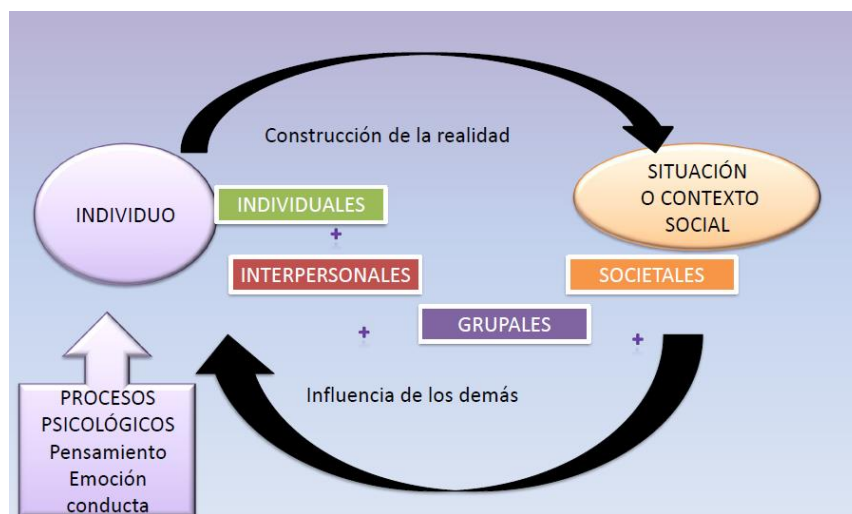 Construcción de la realidad
INDIVIDUO
SITUACIÓN
O CONTEXTO
SOCIAL
INDIVIDUALES
+
INTERPERSONALES
SOCIETALES
GRUPALES
+
+
Influencia de los demás
PROCESOS
PSICOLÓGICOS
Pensamiento
Emoción
conducta